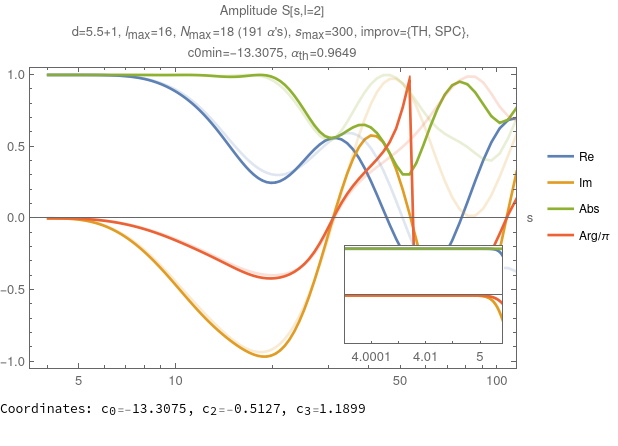 Amplitude S[s,l=2]
d=5.5+1, lmax=16, Nmax=18 (191 α's), smax=300, improv={TH, SPC},
c0min=-13.3075, αth=0.9649
1.0
0.5
0.0
-0.5
-1.0
5
10
50
100
s
4.0001
4.01
5
Re
Im
Abs
Arg/π
Coordinates: c0=-13.3075, c2=-0.5127, c3=1.1899